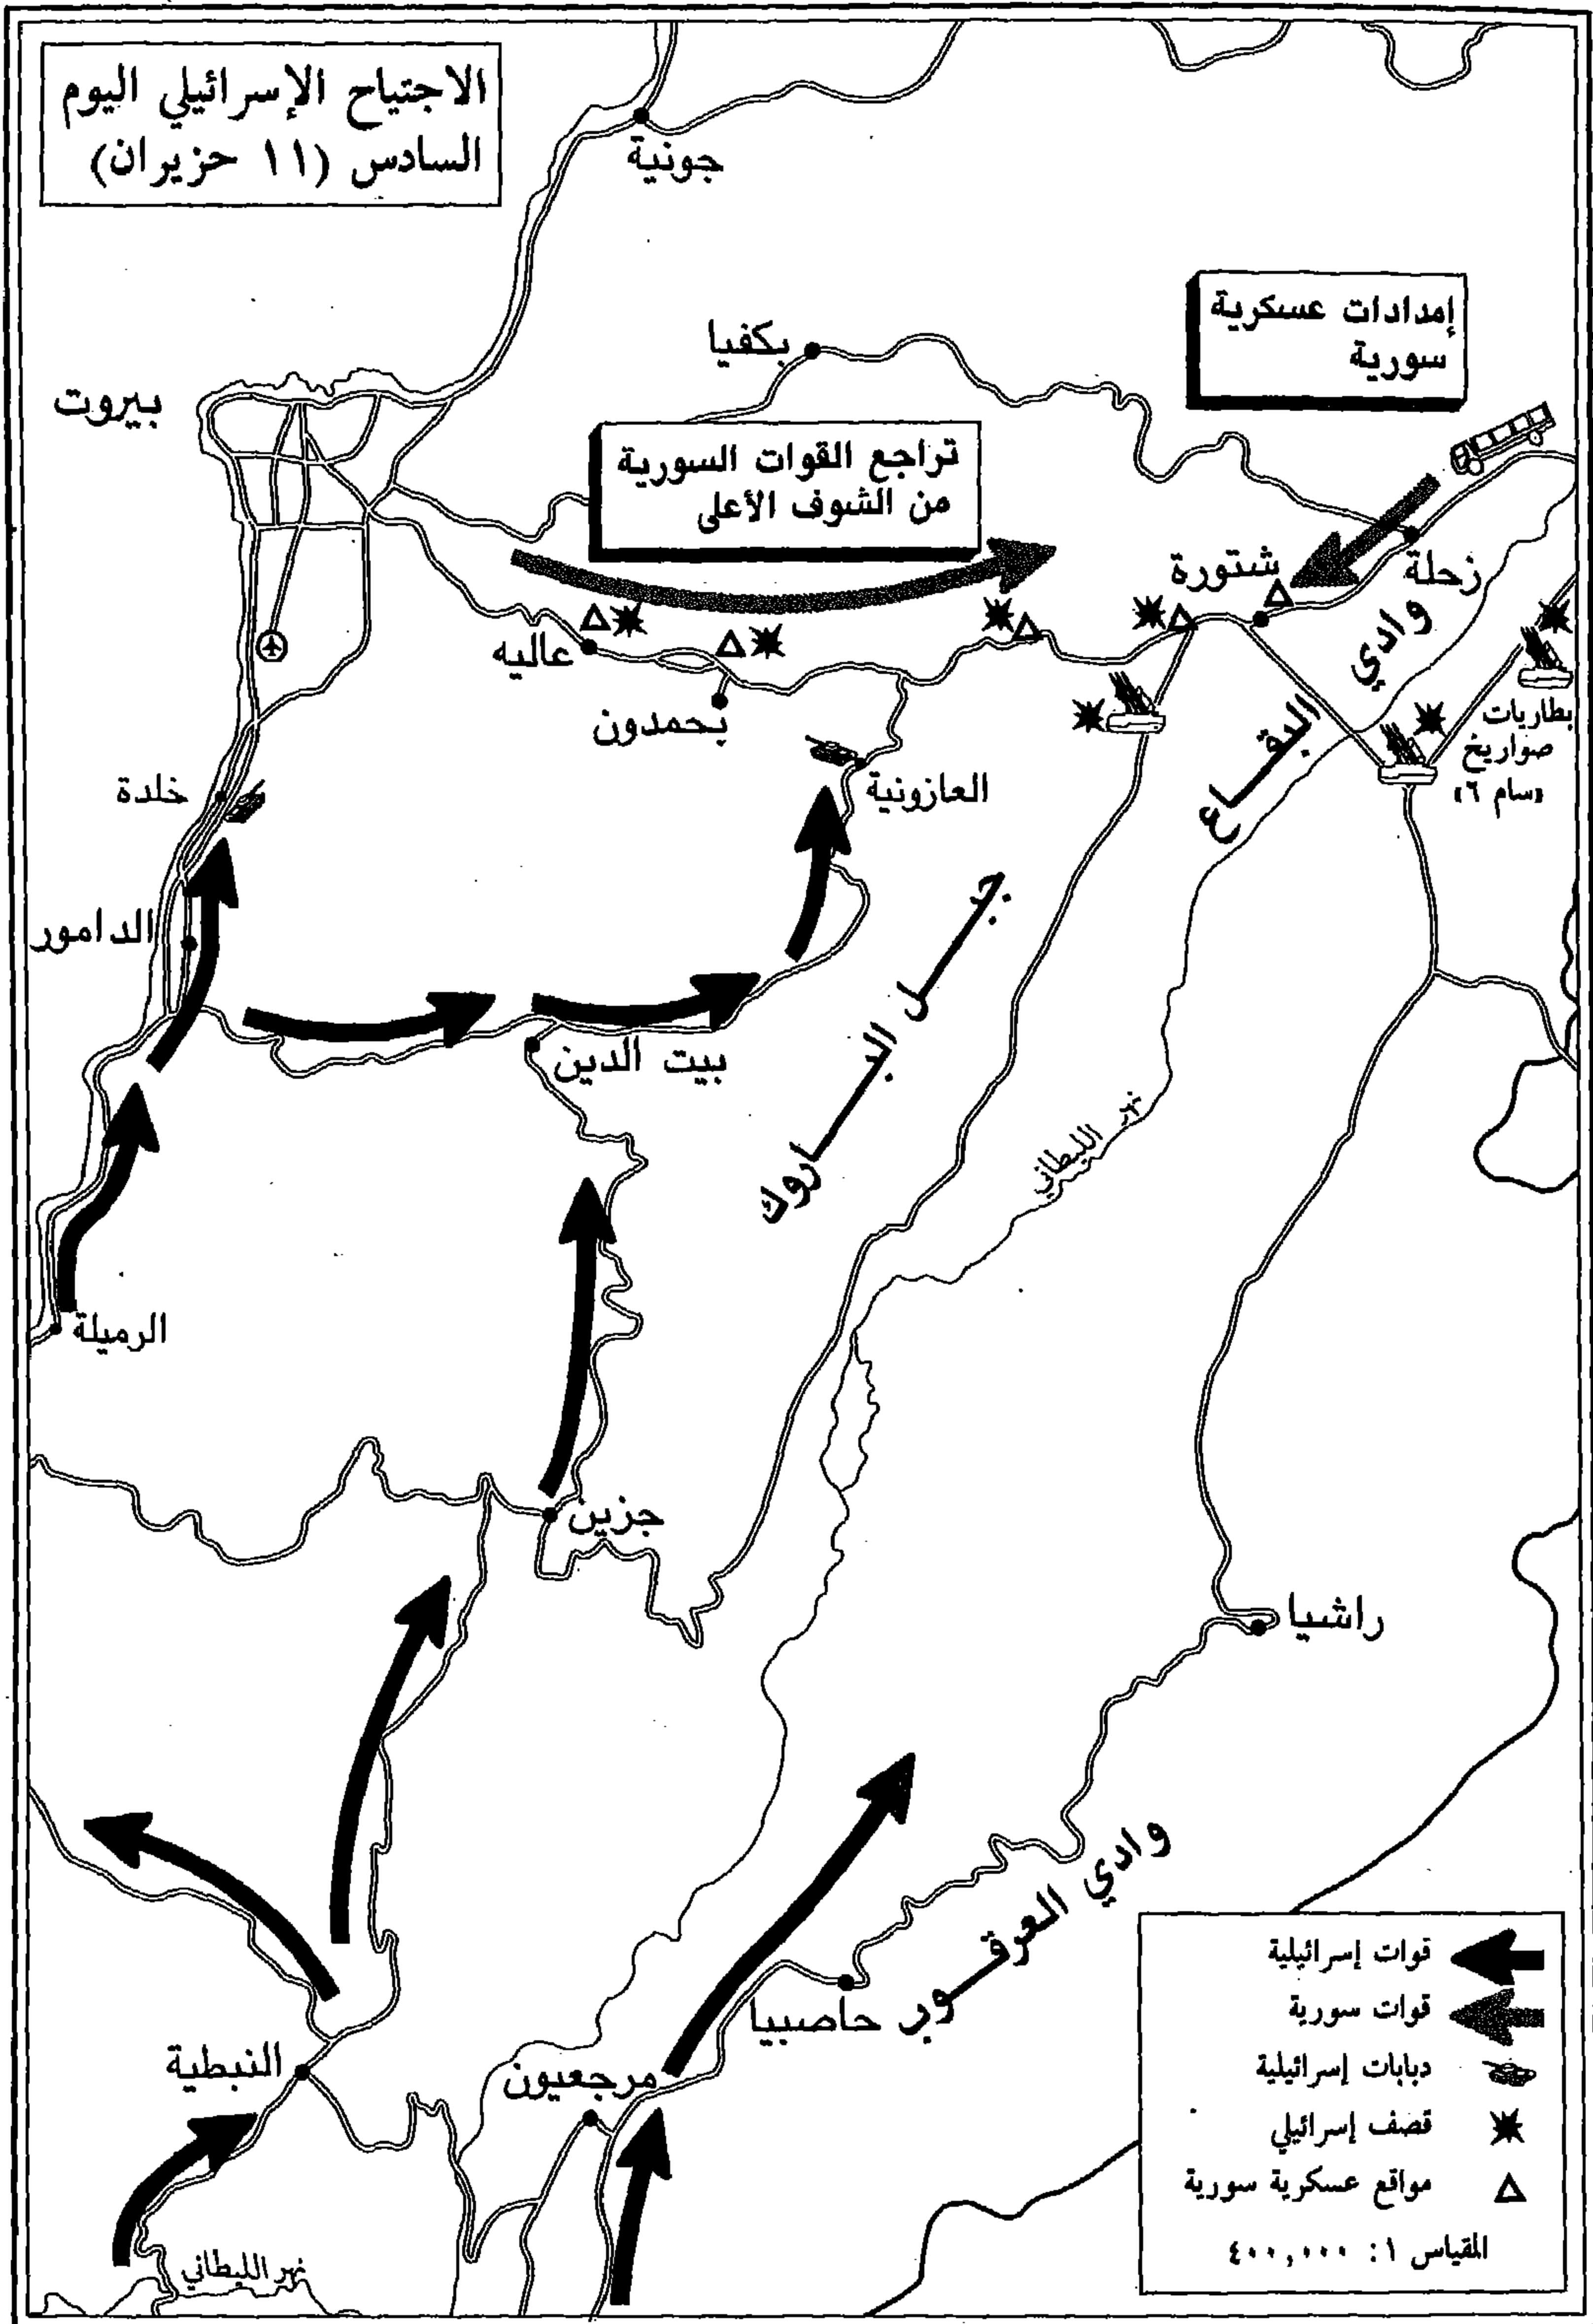 الاجتياح الإسرائيلي اليوم
السادس (١١ حزيران)
جونية
إمدادات عسكرية
سورية
بكفيا
بيروت
تراجع القوات السورية
من الشوف الأعلى
شتورة
زحلة
عاليه
وادي
البقاع
بحمدون
بطاريات
صواريخ
«سام ٦»
خلدة
العازونية
الدامور
جبل الباروك
بيت الدين
نهر الليطاني
الرميلة
جزين
راشيا
وادي العرقوب
حاصبيا
النبطية
مرجعيون
نهر الليطاني
قوات إسرائيلية
قوات سورية
دبابات إسرائيلية
قصف إسرائيلي
مواقع عسكرية سورية
المقياس ١: ٤٠٠,٠٠٠